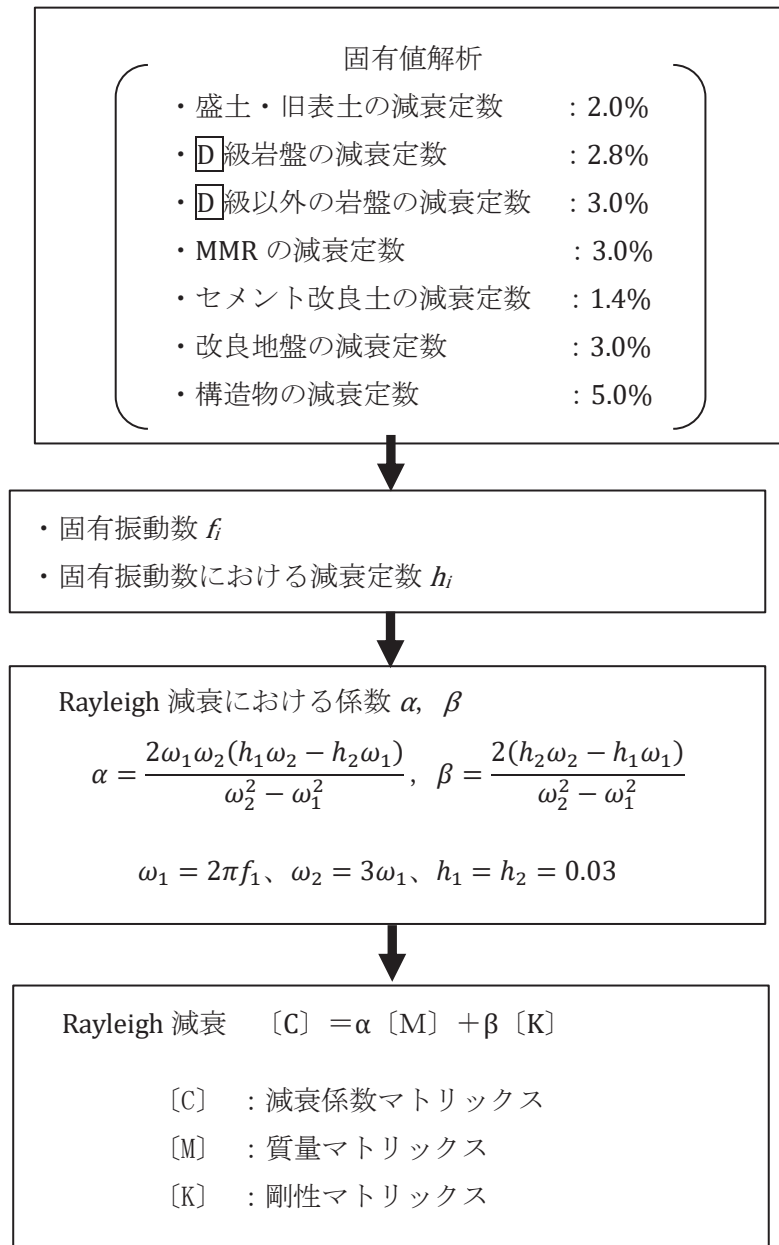 固有値解析
・盛土・旧表土の減衰定数 : 2.0%
・D級岩盤の減衰定数 : 2.8%
・D級以外の岩盤の減衰定数 : 3.0%
・MMR の減衰定数 : 3.0%
・セメント改良土の減衰定数 : 1.4%
・改良地盤の減衰定数 : 3.0%
・構造物の減衰定数 : 5.0%
・固有振動数 fi
・固有振動数における減衰定数 hi
Rayleigh 減衰における係数 α, β
α = 2ω₁ω₂(h₁ω₂ − h₂ω₁) / (ω₂² − ω₁²) , β = 2(h₂ω₂ − h₁ω₁) / (ω₂² − ω₁²)
ω₁ = 2πf₁、ω₂ = 3ω₁、h₁ = h₂ = 0.03
Rayleigh 減衰 〔C〕＝α〔M〕＋β〔K〕
〔C〕 : 減衰係数マトリックス
〔M〕 : 質量マトリックス
〔K〕 : 剛性マトリックス